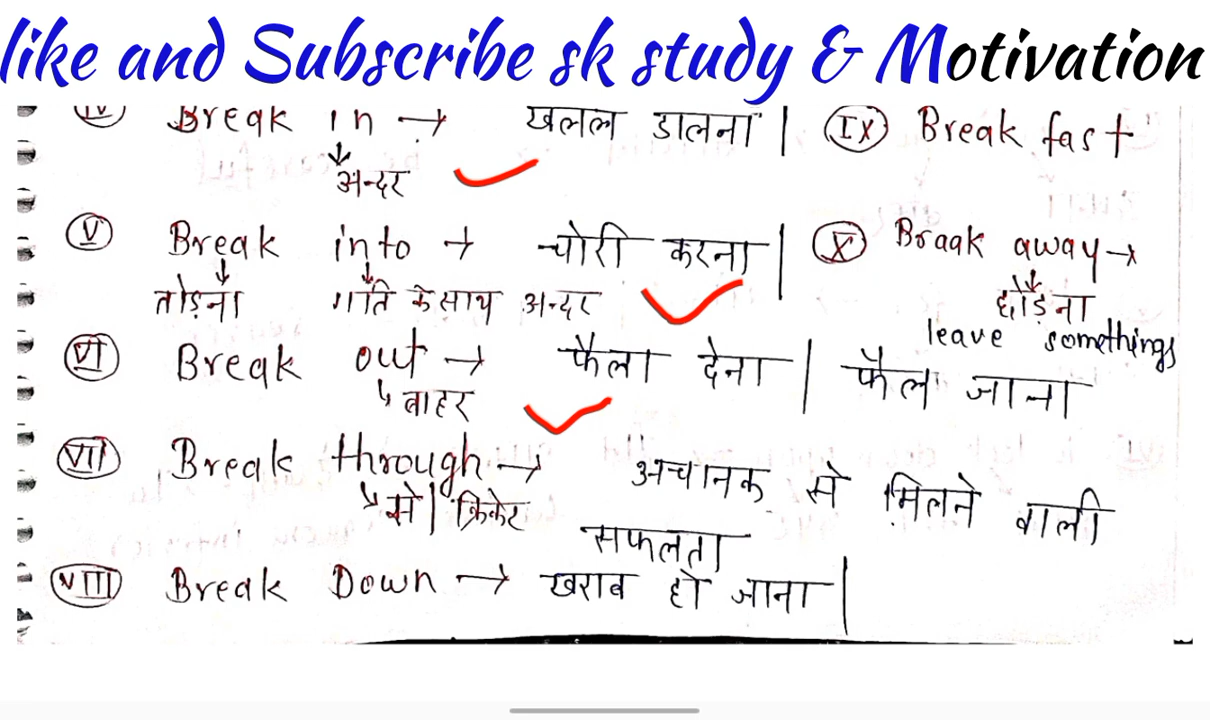 like and Subscribe sk study & Motivation
IV Break in → खलल डालना | IX Break fast
अन्दर
V Break into → चोरी करना | X Braak away →
तोड़ना गति के साथ अन्दर छोड़ना
leave somethings
VI Break out → फैला देना | फैल जाना
बाहर
VII Break through → अचानक से मिलने वाली
से |
सफलता
VIII Break Down → खराब हो जाना |